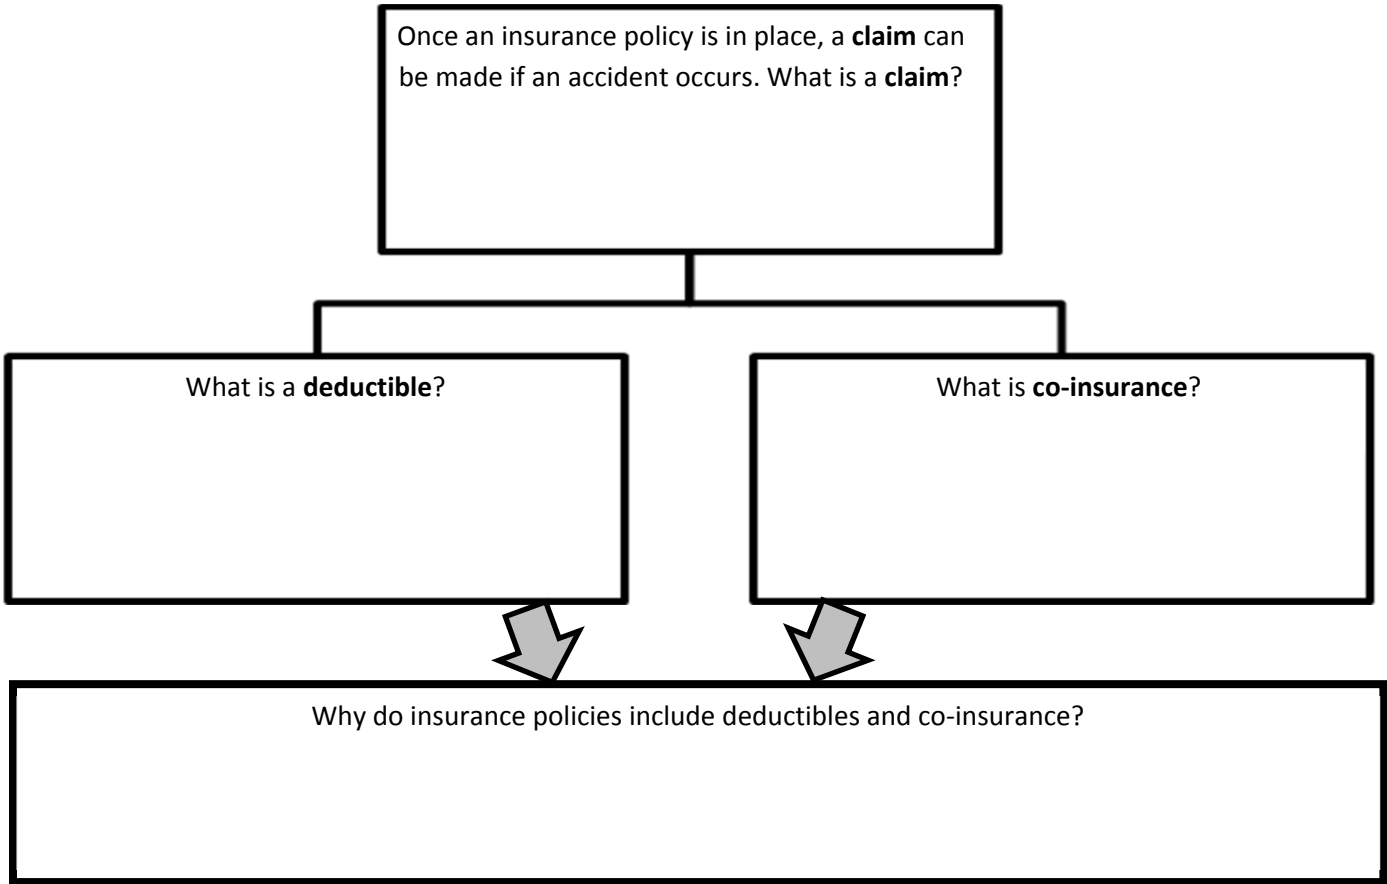 Once an insurance policy is in place, a claim can
be made if an accident occurs. What is a claim?
What is a deductible?
What is co-insurance?
Why do insurance policies include deductibles and co-insurance?